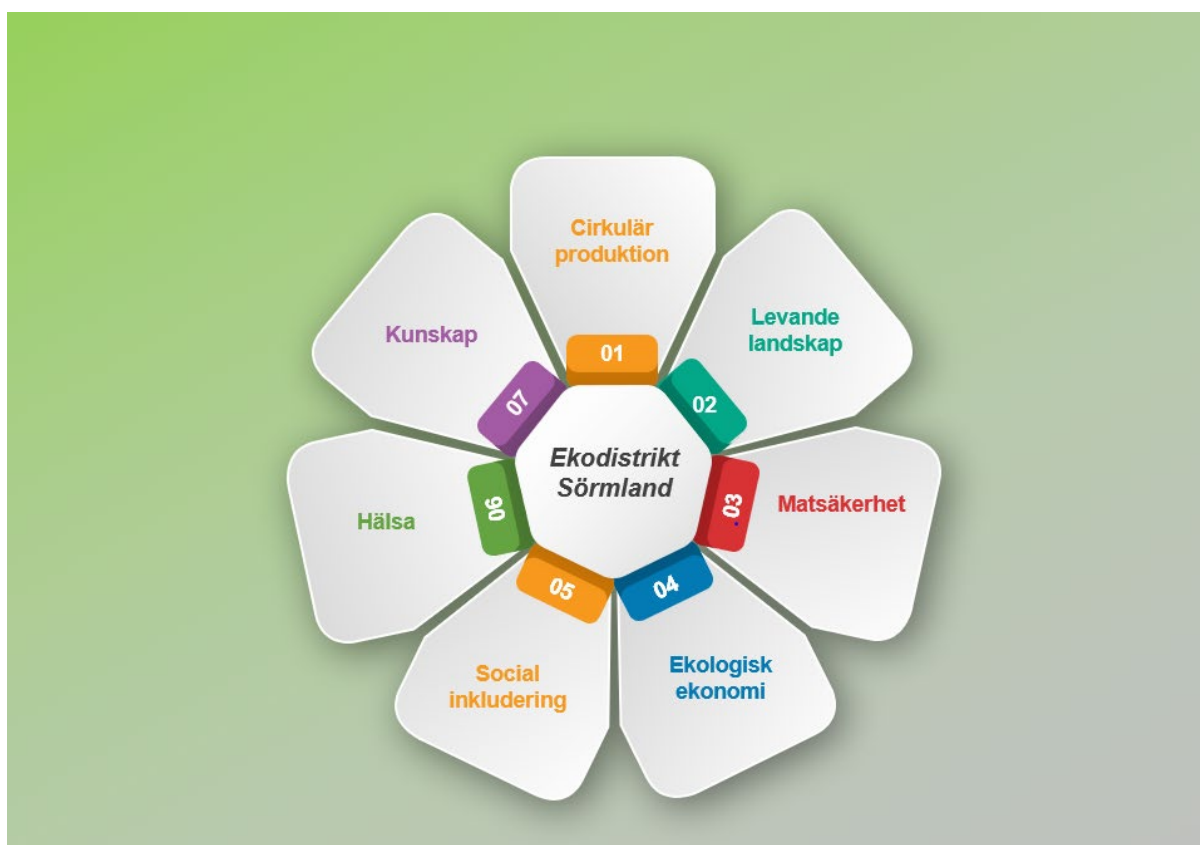 Cirkulär
produktion
01
Levande
landskap
02
Matsäkerhet
03
Ekologisk
ekonomi
04
Social
inkludering
05
Hälsa
06
Kunskap
07
Ekodistrikt
Sörmland